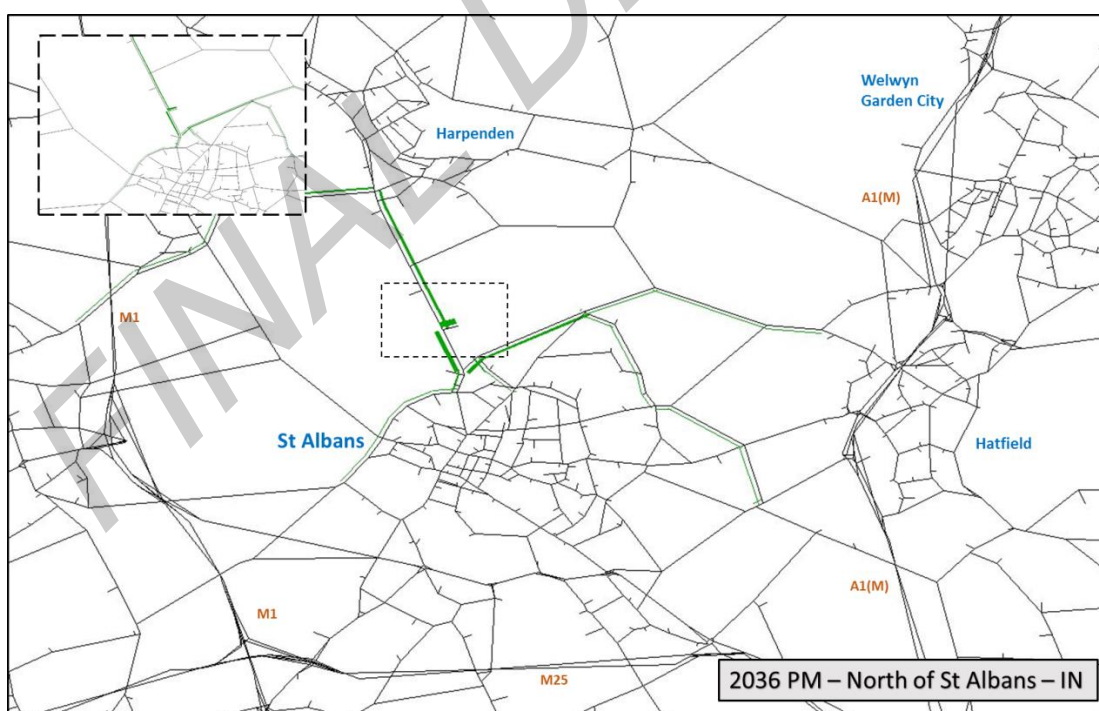 Welwyn
Garden City
Harpenden
A1(M)
M1
St Albans
Hatfield
A1(M)
M1
M25
2036 PM – North of St Albans – IN
FINAL D